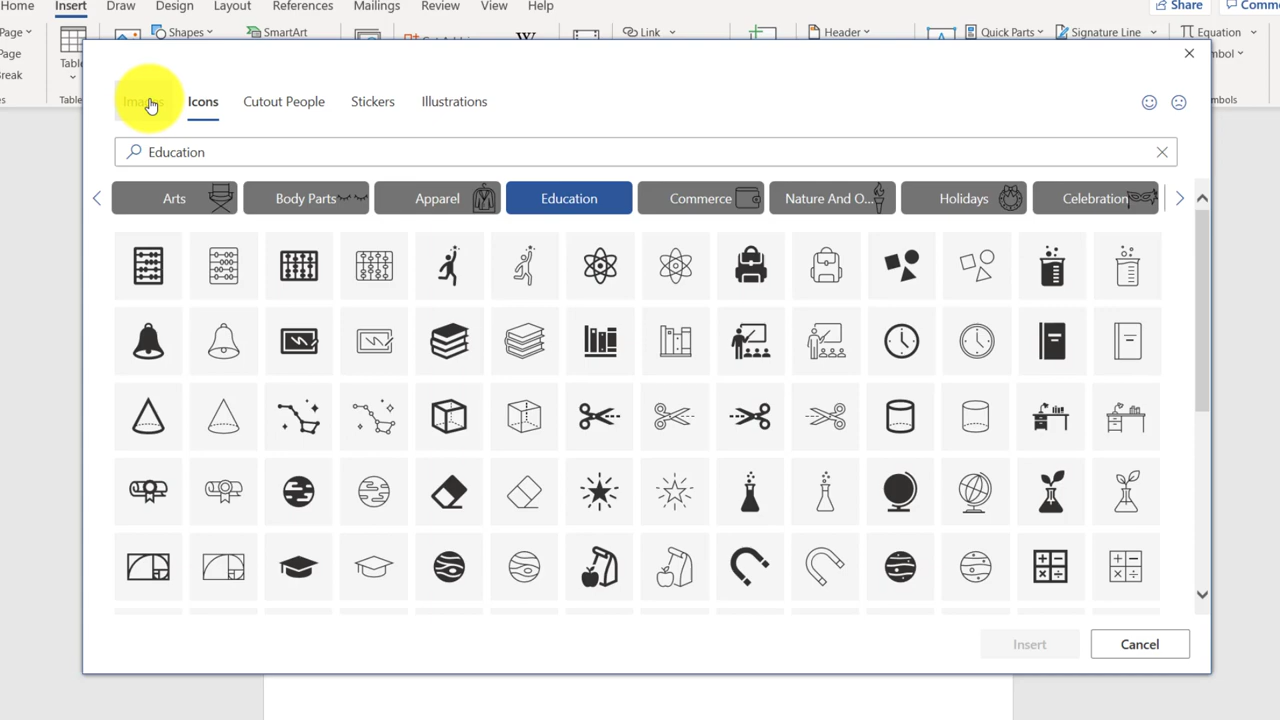 Home Insert Draw Design Layout References Mailings Review View Help Share
Page Shapes SmartArt Link Header Quick Parts Signature Line Equation
Page
Table
Images Icons Cutout People Stickers Illustrations
Education
Arts Body Parts Apparel Education Commerce Nature And O... Holidays Celebration
Insert Cancel